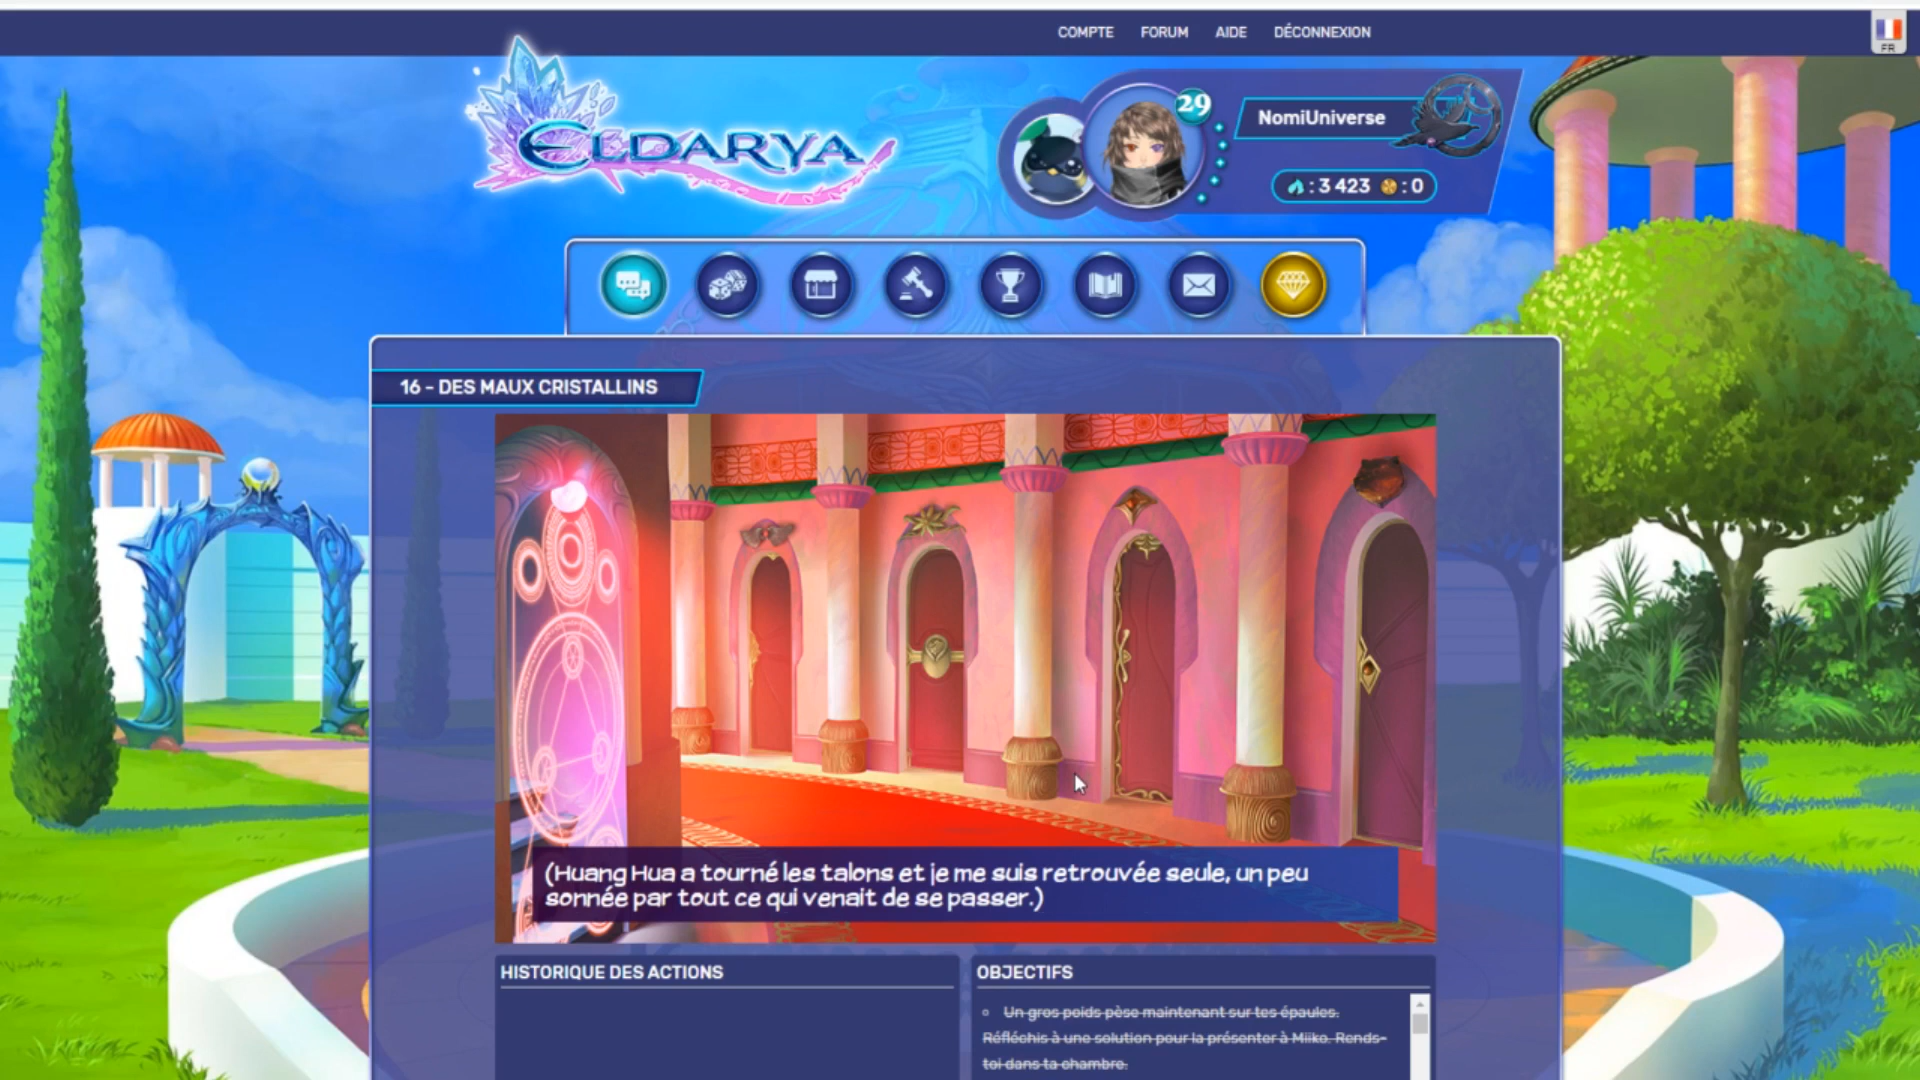 COMPTE FORUM AIDE DÉCONNEXION
FR
ELDARYA
29
NomiUniverse
: 3 423 : 0
16 - DES MAUX CRISTALLINS
(Huang Hua a tourné les talons et je me suis retrouvée seule, un peu
sonnée par tout ce qui venait de se passer.)
HISTORIQUE DES ACTIONS
OBJECTIFS
Un gros poids pèse maintenant sur tes épaules.
Réfléchis à une solution pour la présenter à Miiko. Rends-
toi dans ta chambre.